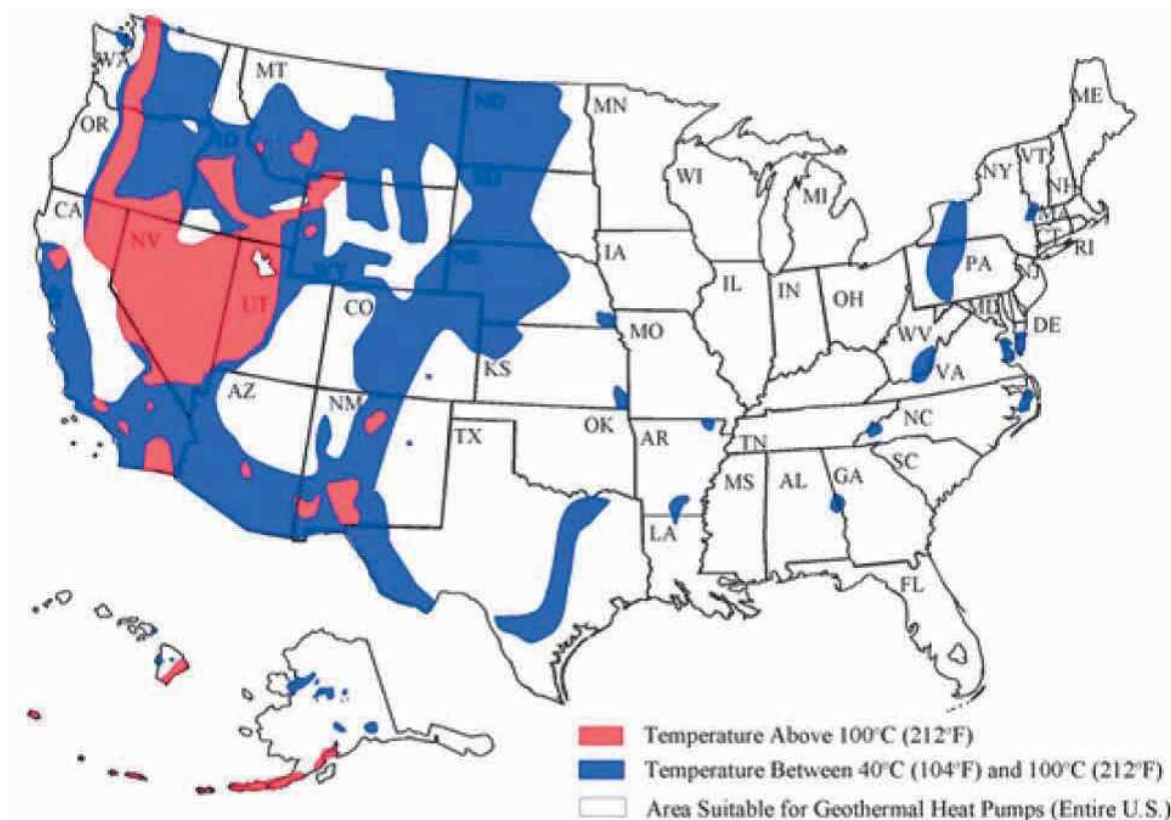 WA
MT
ND
MN
ME
OR
ID
SD
WI
MI
NY
VT
NH
MA
CT
RI
CA
NV
UT
WY
NE
IA
PA
NJ
IL
IN
OH
MD
DE
CO
KS
MO
WV
VA
AZ
NM
OK
TX
AR
TN
NC
SC
MS
AL
GA
LA
FL
Temperature Above 100°C (212°F)
Temperature Between 40°C (104°F) and 100°C (212°F)
Area Suitable for Geothermal Heat Pumps (Entire U.S.)